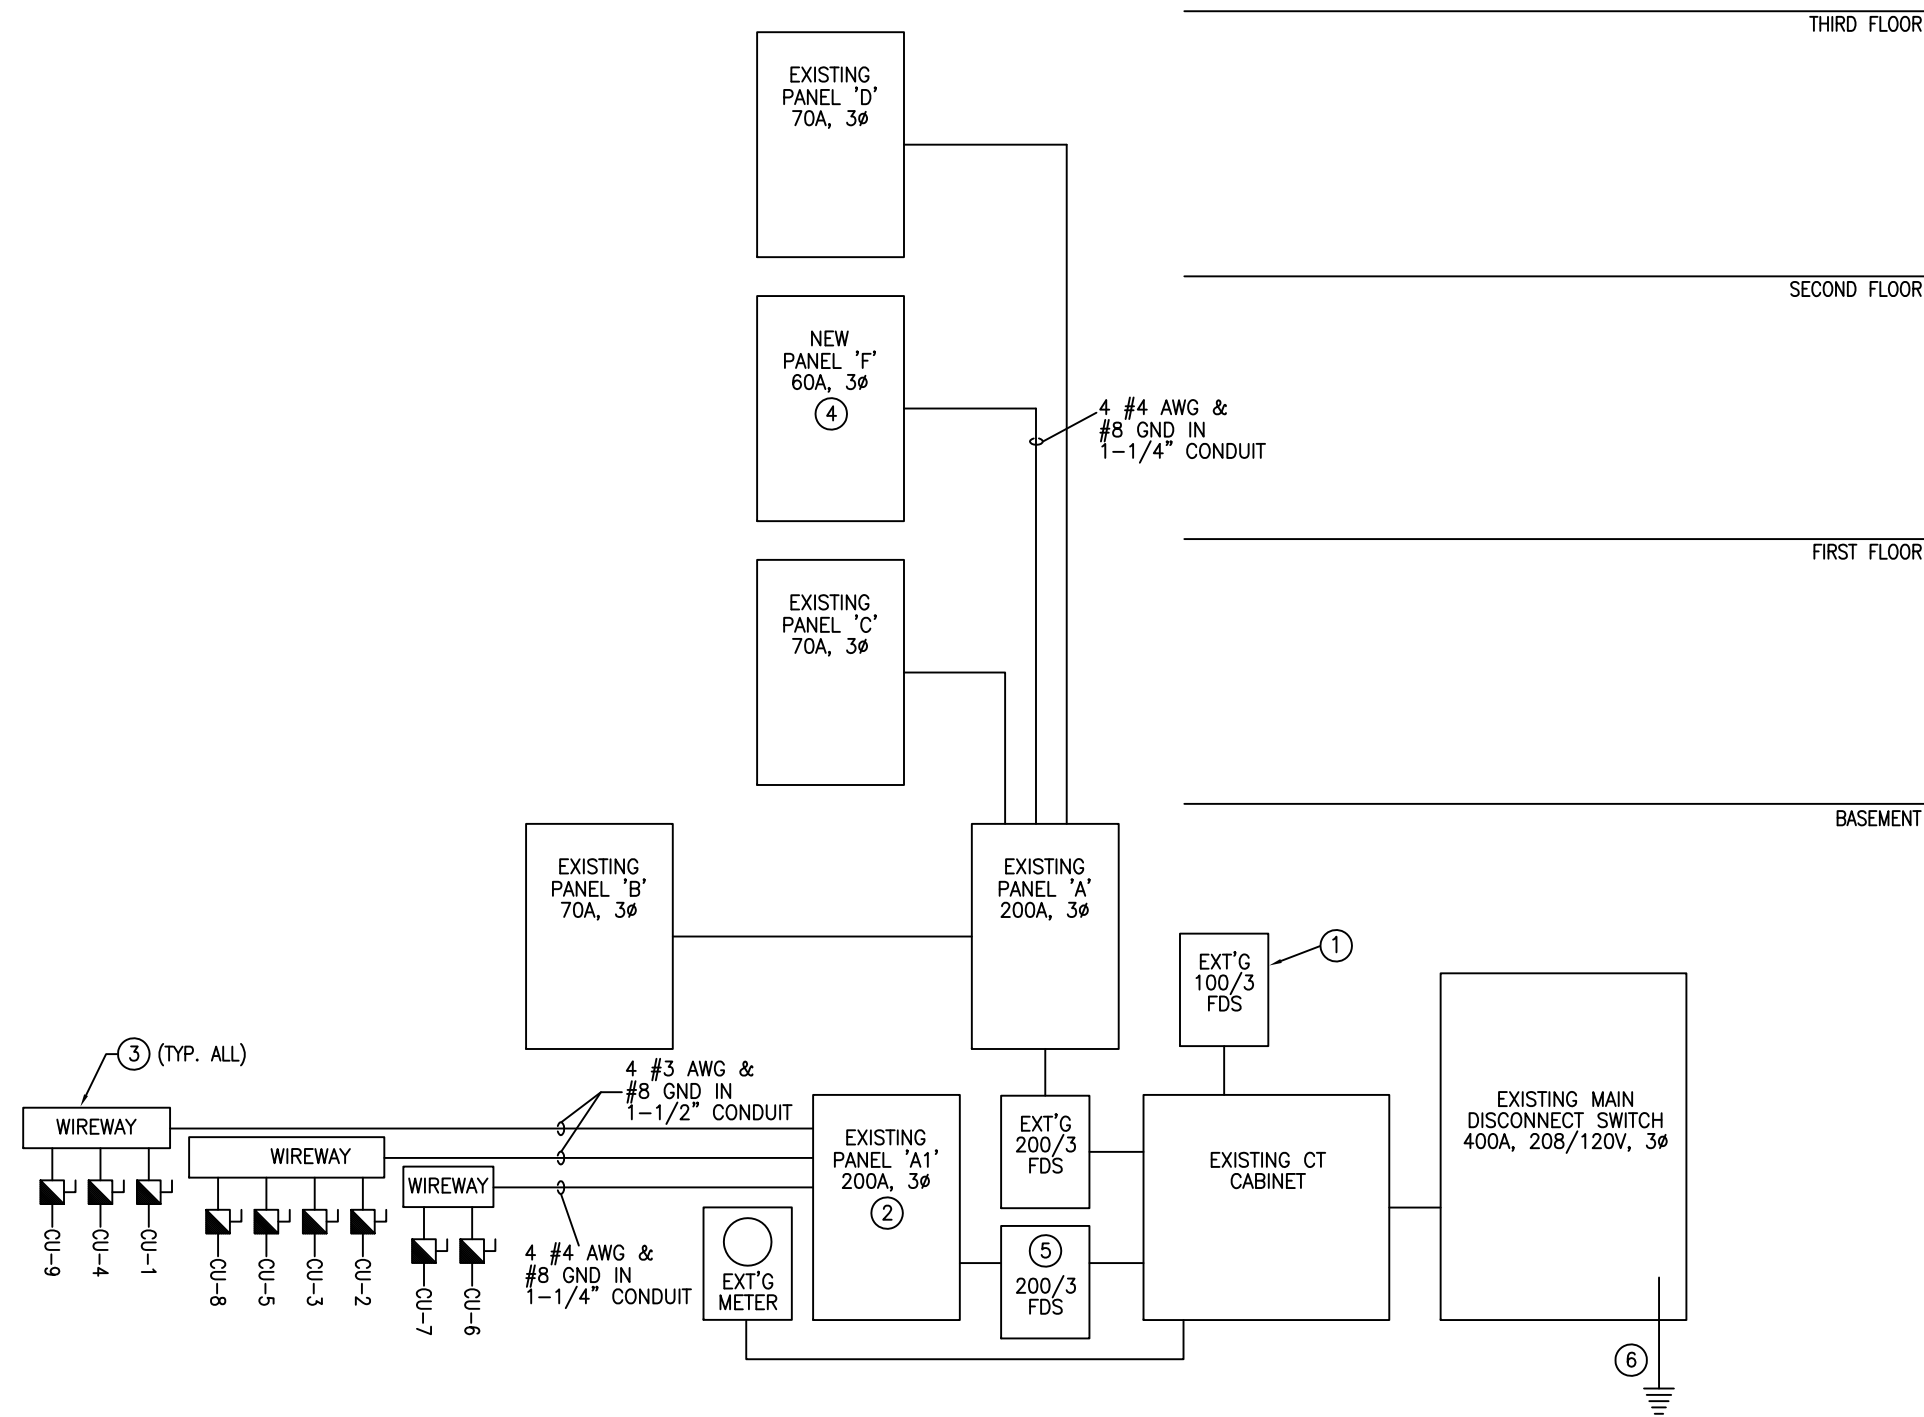 THIRD FLOOR
EXISTING
PANEL 'D'
70A, 3ø
SECOND FLOOR
NEW
PANEL 'F'
60A, 3ø
4
4 #4 AWG &
#8 GND IN
1-1/4" CONDUIT
FIRST FLOOR
EXISTING
PANEL 'C'
70A, 3ø
BASEMENT
EXISTING
PANEL 'B'
70A, 3ø
EXISTING
PANEL 'A'
200A, 3ø
1
EXT'G
100/3
FDS
3 (TYP. ALL)
4 #3 AWG &
#8 GND IN
1-1/2" CONDUIT
WIREWAY
WIREWAY
WIREWAY
CU-9
CU-4
CU-1
CU-8
CU-5
CU-3
CU-2
CU-7
CU-6
4 #4 AWG &
#8 GND IN
1-1/4" CONDUIT
EXT'G
METER
EXISTING
PANEL 'A1'
200A, 3ø
2
EXT'G
200/3
FDS
5
200/3
FDS
EXISTING CT
CABINET
EXISTING MAIN
DISCONNECT SWITCH
400A, 208/120V, 3ø
6